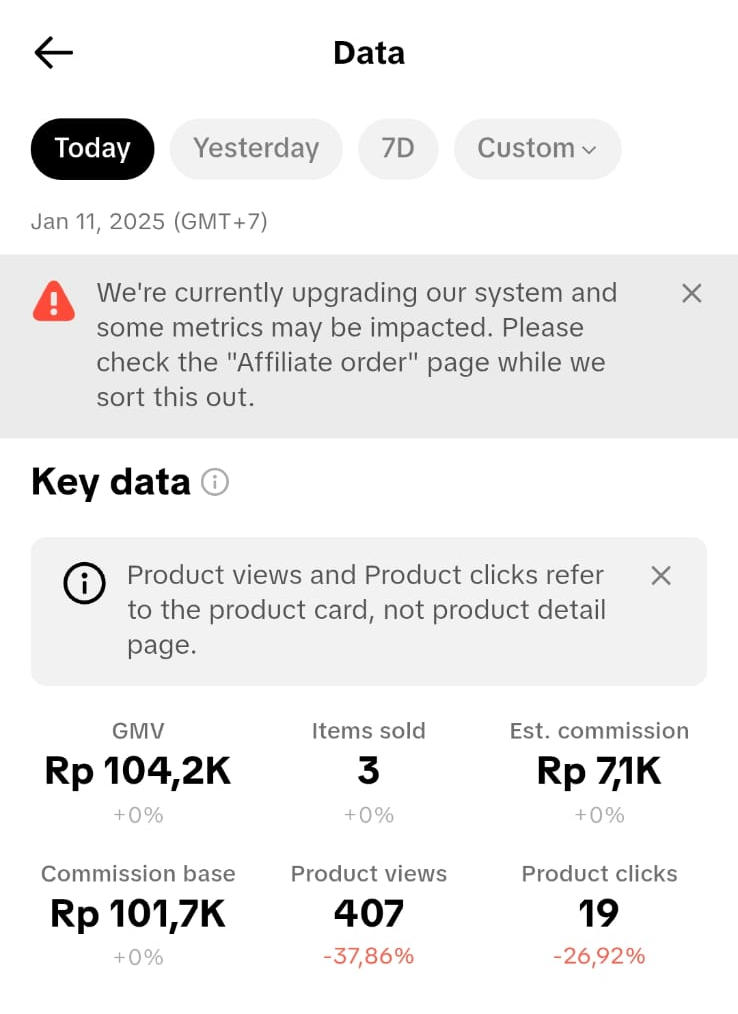 Data
Today Yesterday 7D Custom
Jan 11, 2025 (GMT+7)
We're currently upgrading our system and
some metrics may be impacted. Please
check the "Affiliate order" page while we
sort this out.
Key data
Product views and Product clicks refer
to the product card, not product detail
page.
GMV Items sold Est. commission
Rp 104,2K 3 Rp 7,1K
+0% +0% +0%
Commission base Product views Product clicks
Rp 101,7K 407 19
+0% -37,86% -26,92%